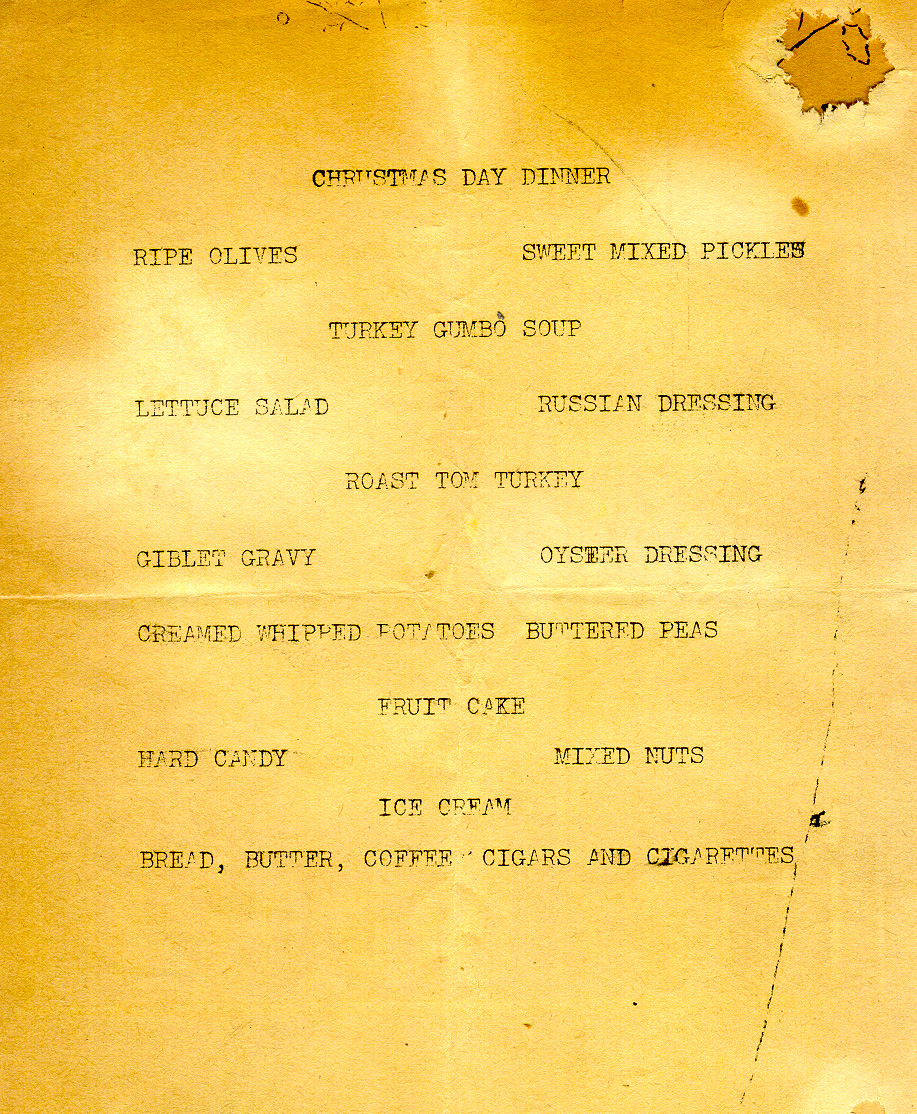 CHRISTMAS DAY DINNER
RIPE OLIVES SWEET MIXED PICKLES
TURKEY GUMBO SOUP
LETTUCE SALAD RUSSIAN DRESSING
ROAST TOM TURKEY
GIBLET GRAVY OYSTER DRESSING
CREAMED WHIPPED POTATOES BUTTERED PEAS
FRUIT CAKE
HARD CANDY MIXED NUTS
ICE CREAM
BREAD, BUTTER, COFFEE CIGARS AND CIGARETTES